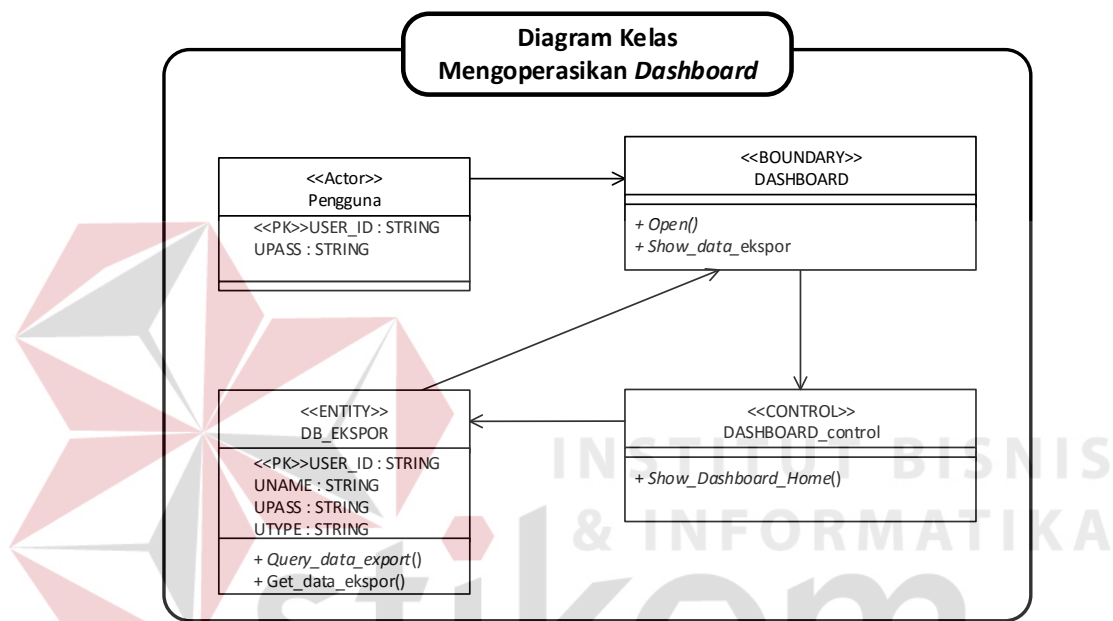 Diagram Kelas
Mengoperasikan Dashboard
<<Actor>>
Pengguna
<<PK>>USER_ID : STRING
UPASS : STRING
<<BOUNDARY>>
DASHBOARD
+ Open()
+ Show_data_ekspor
<<ENTITY>>
DB_EKSPOR
<<PK>>USER_ID : STRING
UNAME : STRING
UPASS : STRING
UTYPE : STRING
+ Query_data_export()
+ Get_data_ekspor()
<<CONTROL>>
DASHBOARD_control
+ Show_Dashboard_Home()
INSTITUT BISNIS
& INFORMATIKA
stikom